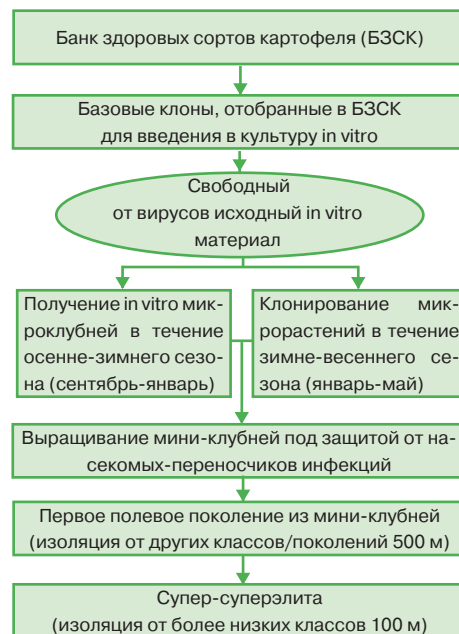 Банк здоровых сортов картофеля (БЗСК)
Базовые клоны, отобранные в БЗСК
для введения в культуру in vitro
Свободный
от вирусов исходный in vitro
материал
Получение in vitro мик-
роклубней в течение
осенне-зимнего сезо-
на (сентябрь-январь)
Клонирование мик-
рорастений в течение
зимне-весеннего се-
зона (январь-май)
Выращивание мини-клубней под защитой от на-
секомых-переносчиков инфекций
Первое полевое поколение из мини-клубней
(изоляция от других классов/поколений 500 м)
Супер-суперэлита
(изоляция от более низких классов 100 м)